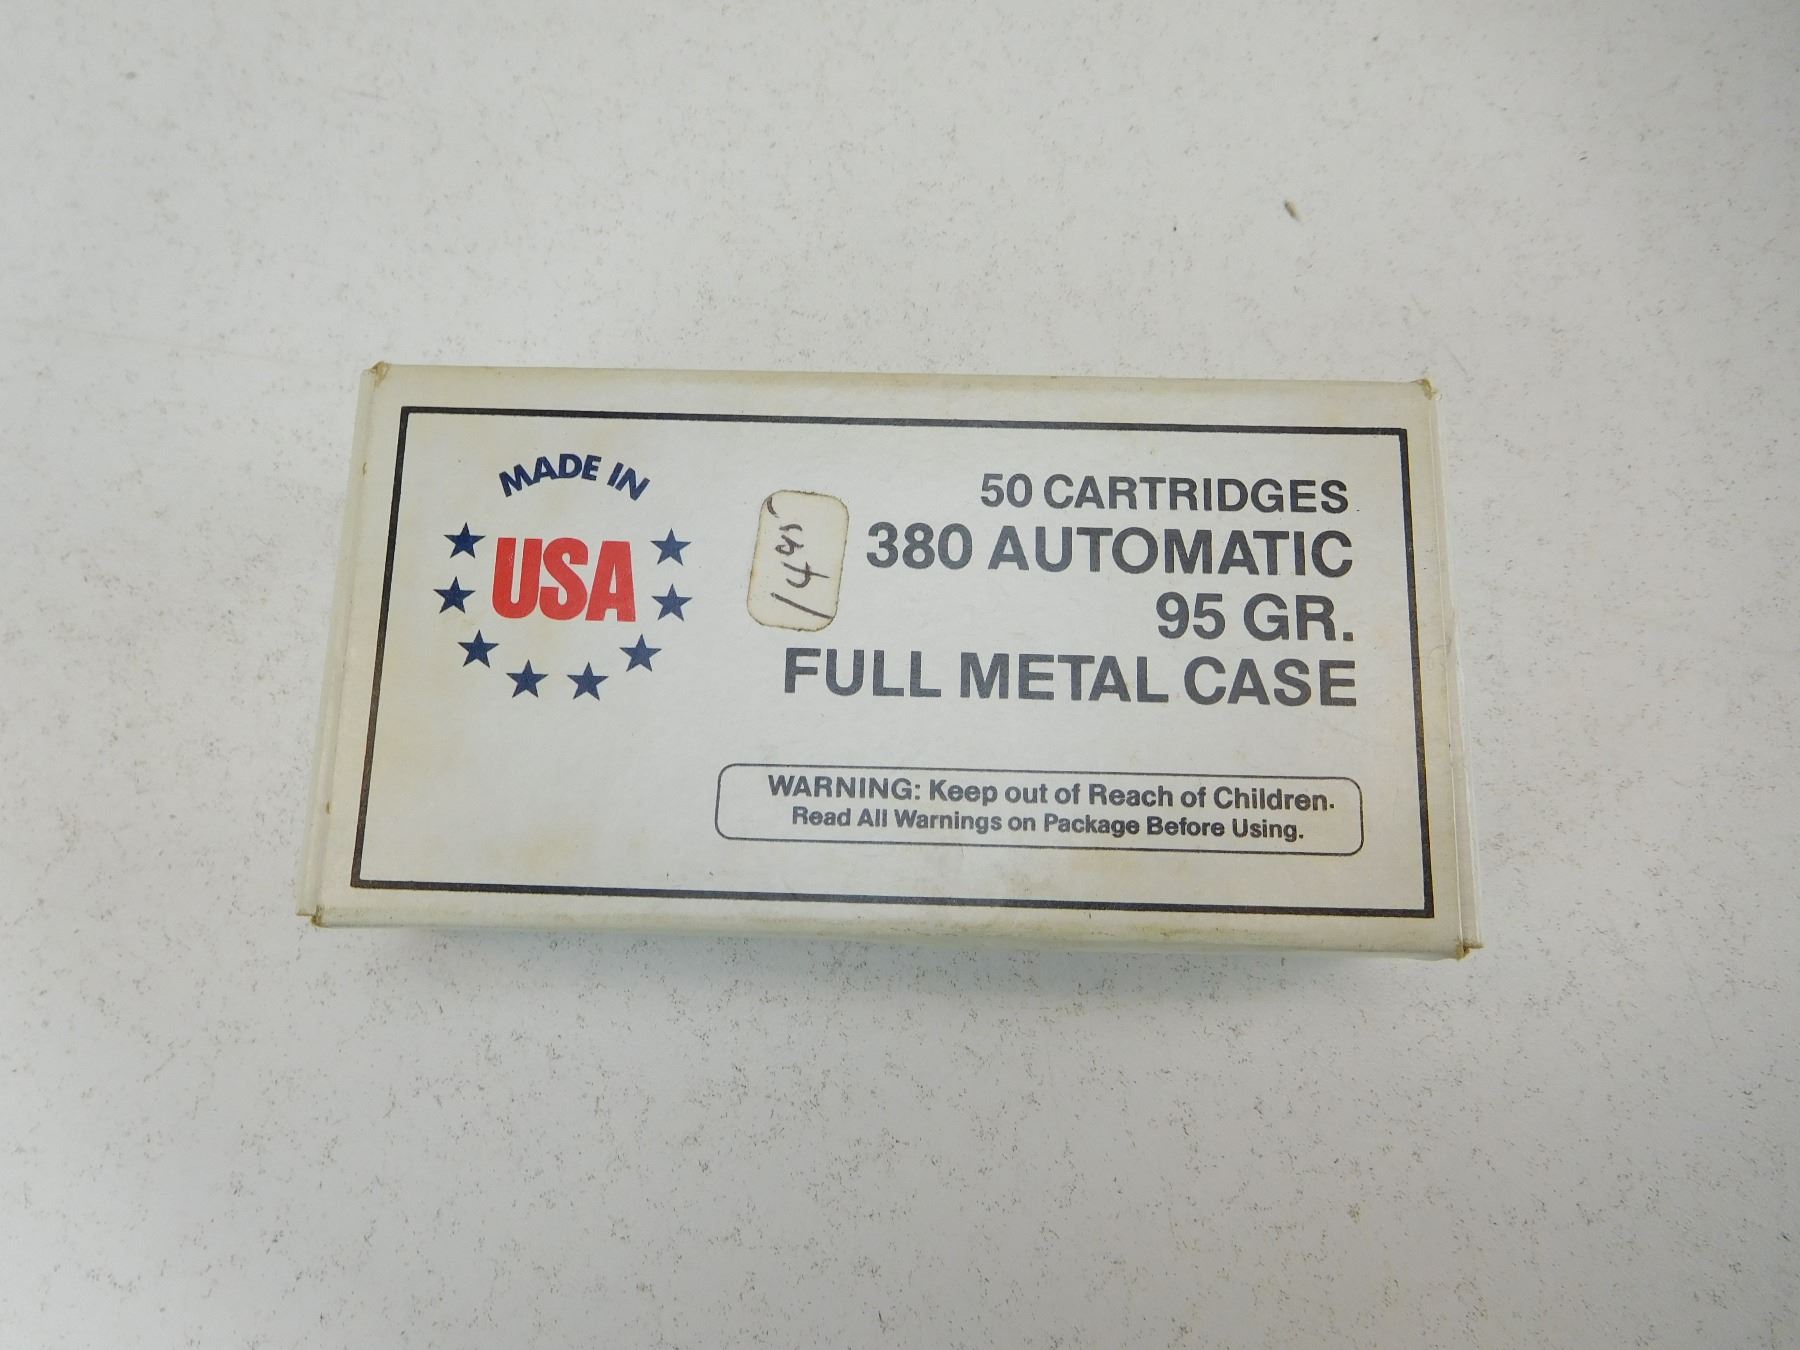 MADE IN
USA
1495
50 CARTRIDGES
380 AUTOMATIC
95 GR.
FULL METAL CASE
WARNING: Keep out of Reach of Children.
Read All Warnings on Package Before Using.